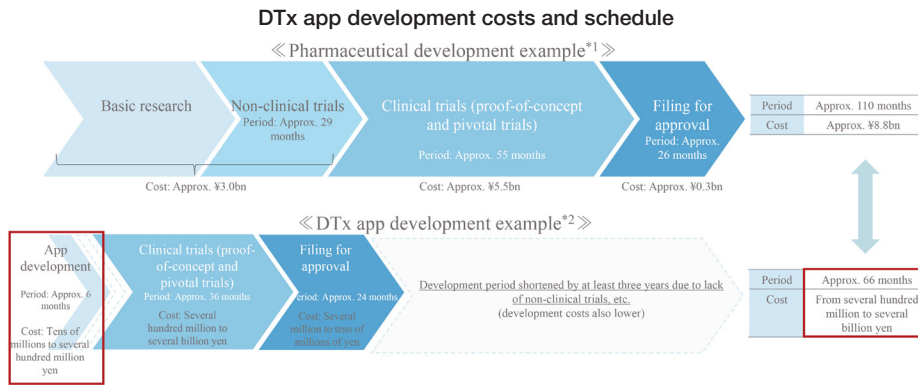 DTx app development costs and schedule
≪Pharmaceutical development example*1≫
Basic research
Non-clinical trials
Period: Approx. 29
months
Clinical trials (proof-of-concept
and pivotal trials)
Period: Approx. 55 months
Filing for
approval
Period: Approx.
26 months
Period Approx. 110 months
Cost Approx. ¥8.8bn
Cost: Approx. ¥3.0bn
Cost: Approx. ¥5.5bn
Cost: Approx. ¥0.3bn
≪DTx app development example*2≫
App
development
Period: Approx. 6
months
Cost: Tens of
millions to several
hundred million
yen
Clinical trials (proof-
of-concept and
pivotal trials)
Period: Approx. 36 months
Cost: Several
hundred million to
several billion yen
Filing for
approval
Period: Approx. 24 months
Cost: Several
million to tens of
millions of yen
Development period shortened by at least three years due to lack
of non-clinical trials, etc.
(development costs also lower)
Period Approx. 66 months
Cost From several hundred
million to several
billion yen